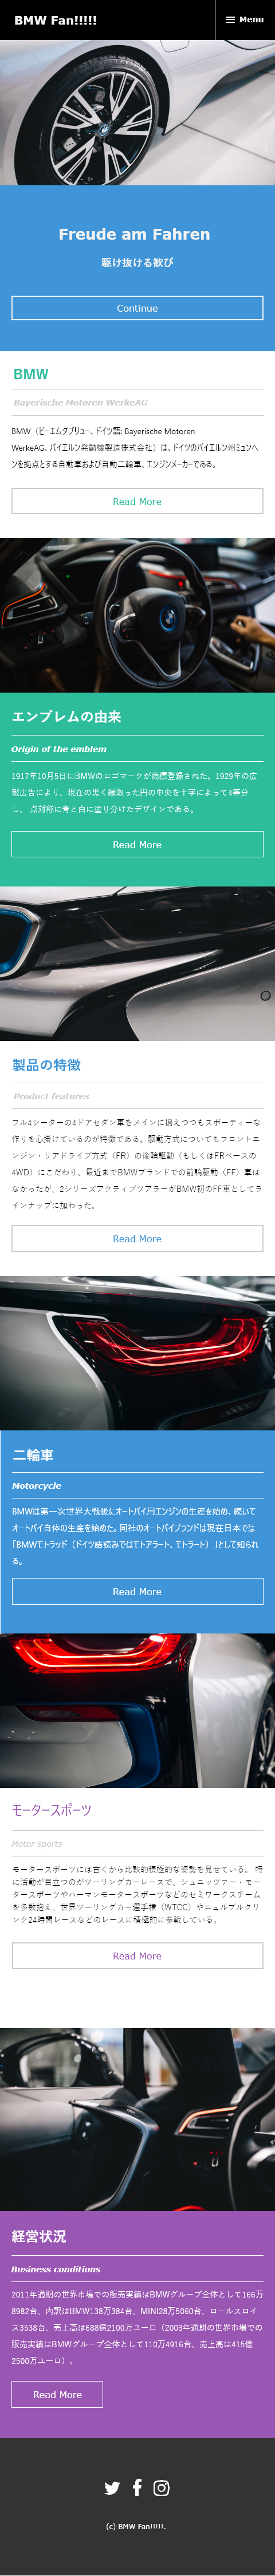 BMW Fan!!!!!
Menu
Freude am Fahren
駆け抜ける歓び
Continue
BMW
Bayerische Motoren WerkeAG
BMW（ビーエムダブリュー、ドイツ語: Bayerische Motoren
WerkeAG、バイエルン発動機製造株式会社）は、ドイツのバイエルン州ミュンヘ
ンを拠点とする自動車および自動二輪車、エンジンメーカーである。
Read More
エンブレムの由来
Origin of the emblem
1917年10月5日にBMWのロゴマークが商標登録された。1929年の広
報広告により、現在の黒く縁取った円の中央を十字によって4等分
し、 点対称に青と白に塗り分けたデザインである。
Read More
製品の特徴
Product features
フル4シーターの4ドアセダン車をメインに据えつつもスポーティーな
作りを心掛けているのが特徴である。駆動方式についてもフロントエ
ンジン・リアドライブ方式（FR）の後輪駆動（もしくはFRベースの
4WD）にこだわり、最近までBMWブランドでの前輪駆動（FF）車は
なかったが、2シリーズアクティブツアラーがBMW初のFF車としてラ
インナップに加わった。
Read More
二輪車
Motorcycle
BMWは第一次世界大戦後にオートバイ用エンジンの生産を始め、続いて
オートバイ自体の生産を始めた。同社のオートバイブランドは現在日本では
「BMWモトラッド（ドイツ語読みではモトアラート、モトラート）」として知られ
る。
Read More
モータースポーツ
Motor sports
モータースポーツには古くから比較的積極的な姿勢を見せている。 特
に活動が目立つのがツーリングカーレースで、シュニッツァー・モー
タースポーツやハーマンモータースポーツなどのセミワークスチーム
を多数抱え、世界ツーリングカー選手権（WTCC）やニュルブルクリ
ンク24時間レースなどのレースに積極的に参戦している。
Read More
経営状況
Business conditions
2011年通期の世界市場での販売実績はBMWグループ全体として166万
8982台、内訳はBMW138万384台、MINI28万5060台、ロールスロイ
ス3538台、売上高は688億2100万ユーロ（2003年通期の世界市場での
販売実績はBMWグループ全体として110万4916台、売上高は415億
2500万ユーロ）。
Read More
(c) BMW Fan!!!!!.